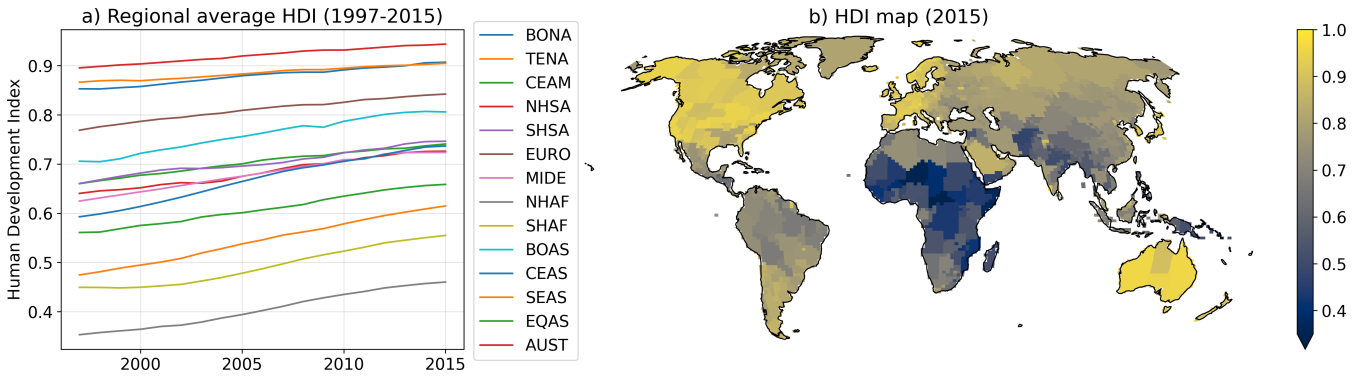 a) Regional average HDI (1997-2015)
Human Development Index
0.9
0.8
0.7
0.6
0.5
0.4
2000
2005
2010
2015
BONA
TENA
CEAM
NHSA
SHSA
EURO
MIDE
NHAF
SHAF
BOAS
CEAS
SEAS
EQAS
AUST
b) HDI map (2015)
1.0
0.9
0.8
0.7
0.6
0.5
0.4